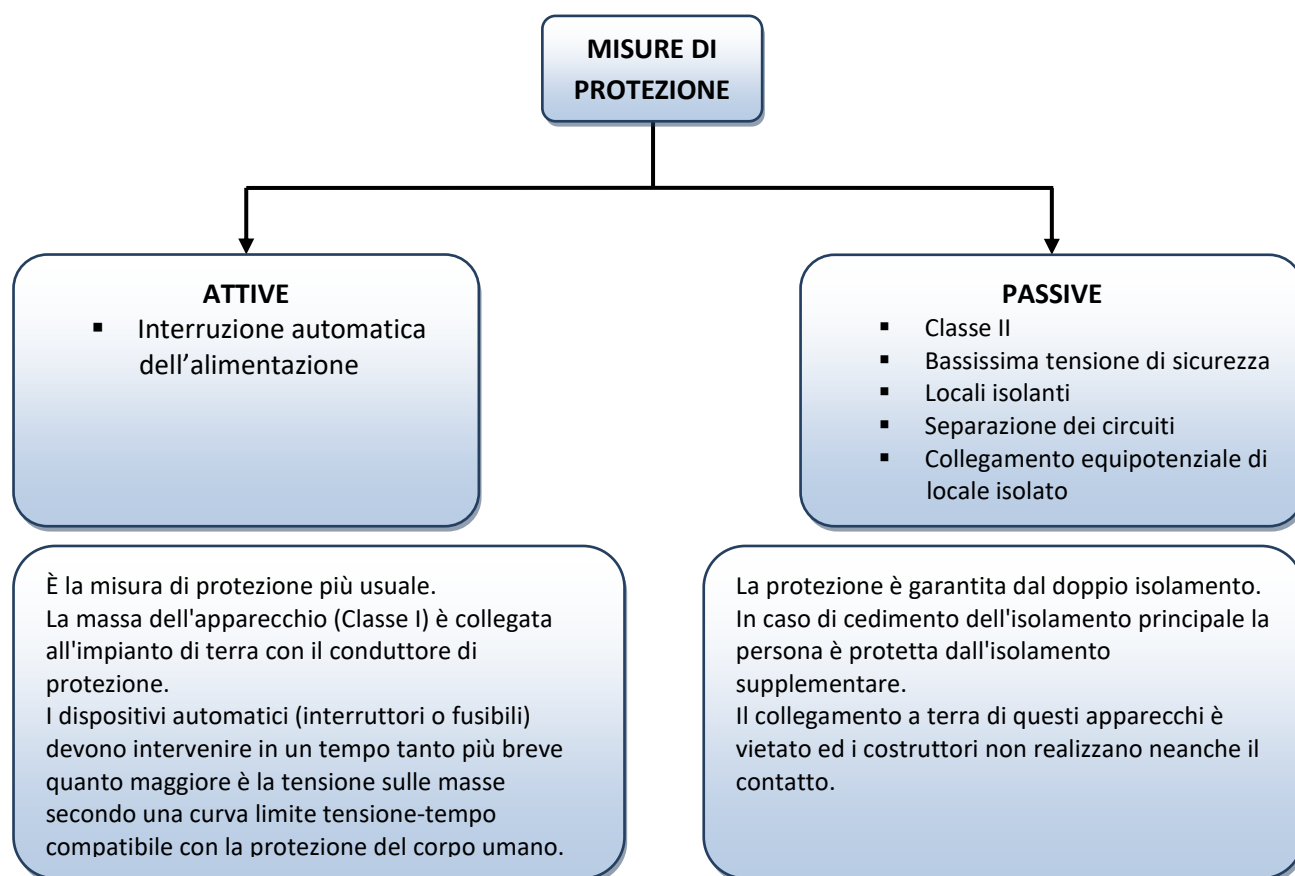 MISURE DI
PROTEZIONE
ATTIVE
▪ Interruzione automatica
dell’alimentazione
PASSIVE
▪ Classe II
▪ Bassissima tensione di sicurezza
▪ Locali isolanti
▪ Separazione dei circuiti
▪ Collegamento equipotenziale di
locale isolato
È la misura di protezione più usuale.
La massa dell'apparecchio (Classe I) è collegata
all'impianto di terra con il conduttore di
protezione.
I dispositivi automatici (interruttori o fusibili)
devono intervenire in un tempo tanto più breve
quanto maggiore è la tensione sulle masse
secondo una curva limite tensione-tempo
compatibile con la protezione del corpo umano.
La protezione è garantita dal doppio isolamento.
In caso di cedimento dell'isolamento principale la
persona è protetta dall'isolamento
supplementare.
Il collegamento a terra di questi apparecchi è
vietato ed i costruttori non realizzano neanche il
contatto.